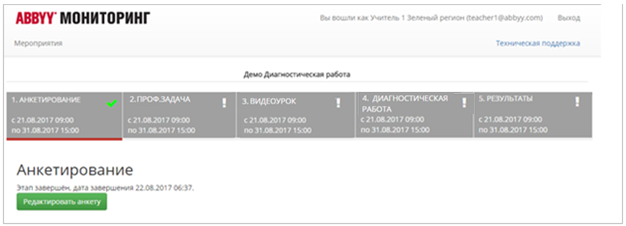 ABBYY® МОНИТОРИНГ
Вы вошли как Учитель 1 Зеленый регион (teacher1@abbyy.com) Выход
Мероприятия Техническая поддержка
Демо Диагностическая работа
1. АНКЕТИРОВАНИЕ
с 21.08.2017 09:00
по 31.08.2017 15:00
2.ПРОФ.ЗАДАЧА
с 21.08.2017 09:00
по 31.08.2017 15:00
3. ВИДЕОУРОК
с 21.08.2017 09:00
по 31.08.2017 15:00
4. ДИАГНОСТИЧЕСКАЯ
РАБОТА
с 21.08.2017 09:00
по 31.08.2017 15:00
5. РЕЗУЛЬТАТЫ
с 21.08.2017 09:00
по 31.08.2017 15:00
Анкетирование
Этап завершён, дата завершения 22.08.2017 06:37.
Редактировать анкету